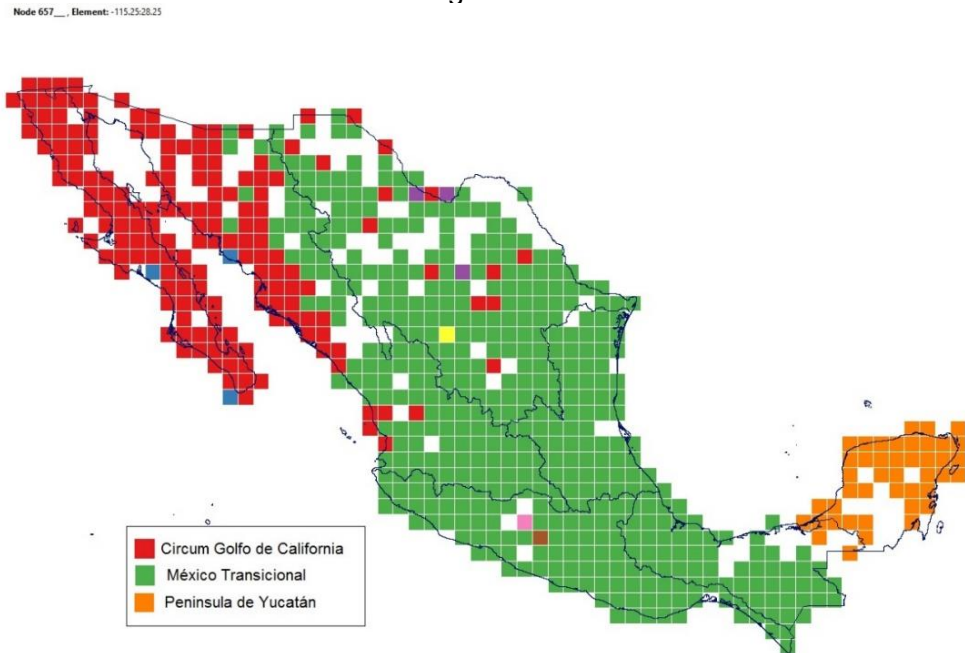 Node 657__ , Element: -115.25:28.25
Circum Golfo de California
México Transicional
Peninsula de Yucatán